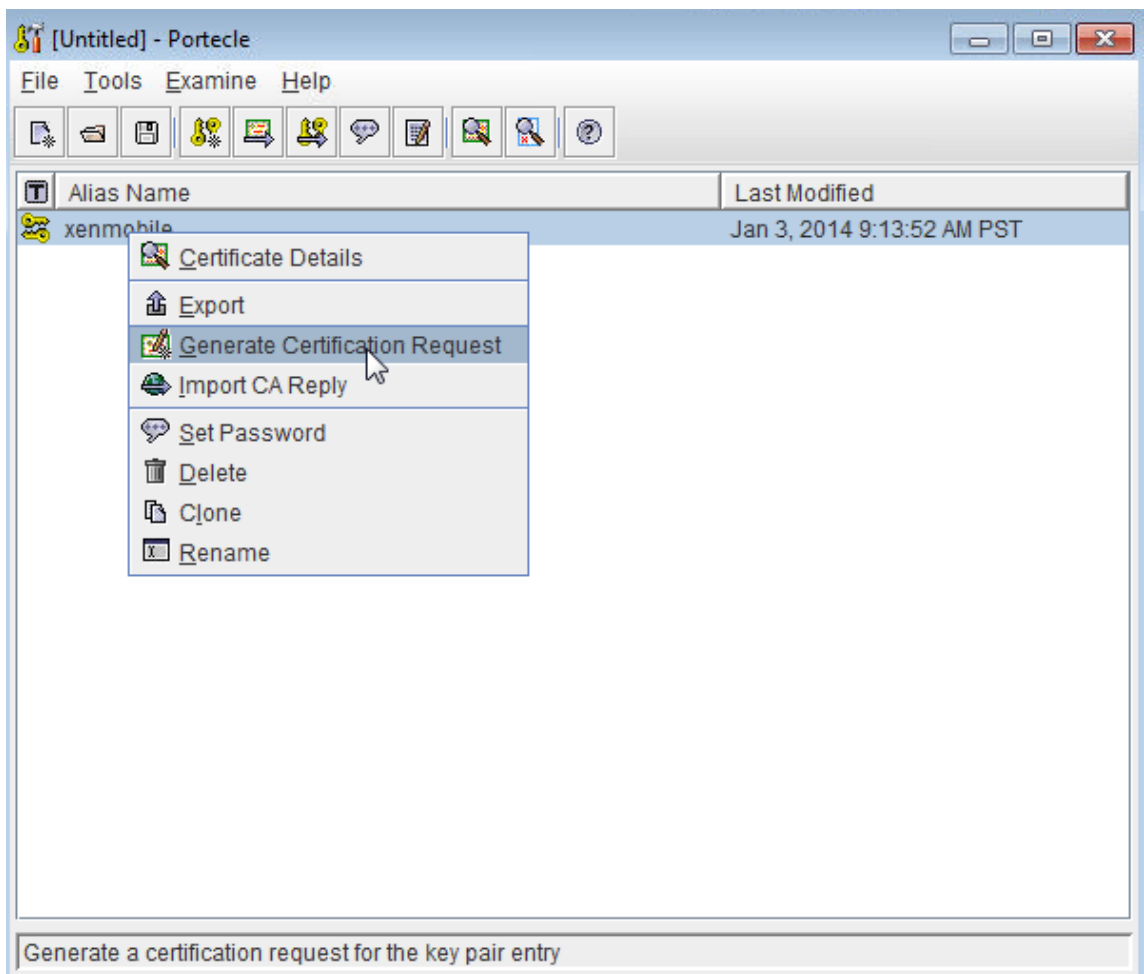 [Untitled] - Portecle
File Tools Examine Help
T Alias Name Last Modified
xenmobile Jan 3, 2014 9:13:52 AM PST
Certificate Details
Export
Generate Certification Request
Import CA Reply
Set Password
Delete
Clone
Rename
Generate a certification request for the key pair entry